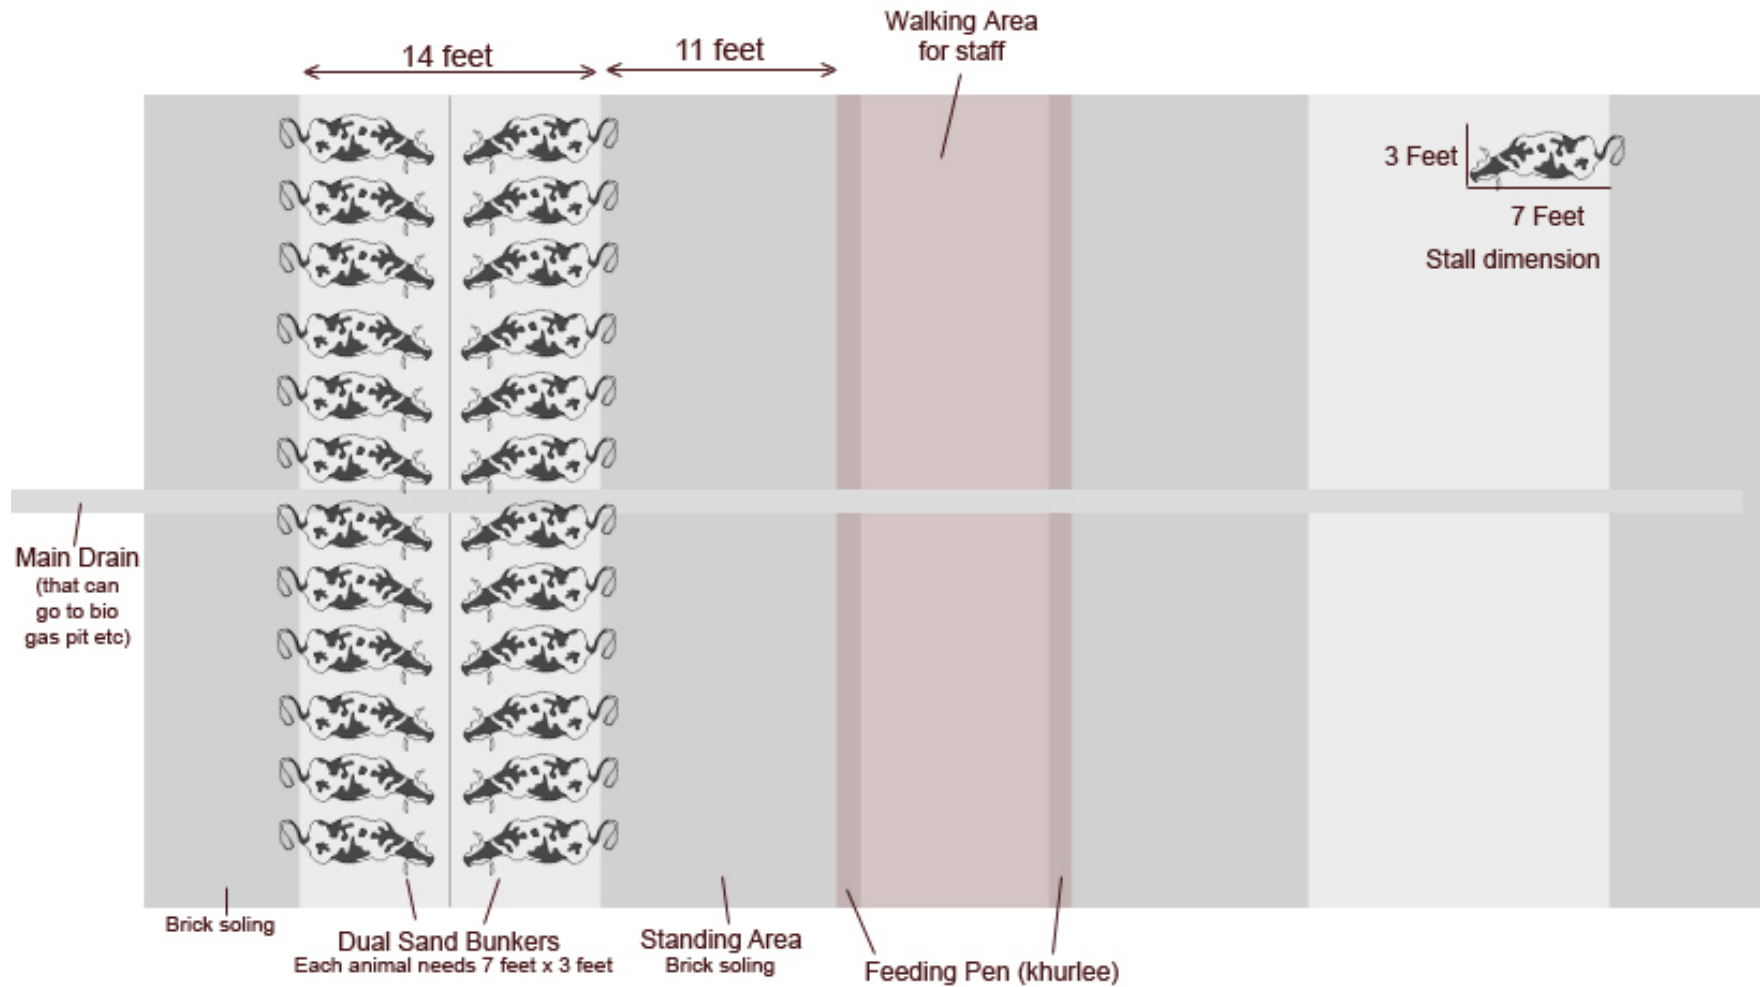 Walking Area
for staff
14 feet
11 feet
3 Feet
7 Feet
Stall dimension
Main Drain
(that can
go to bio
gas pit etc)
Brick soling
Dual Sand Bunkers
Each animal needs 7 feet x 3 feet
Standing Area
Brick soling
Feeding Pen (khurlee)